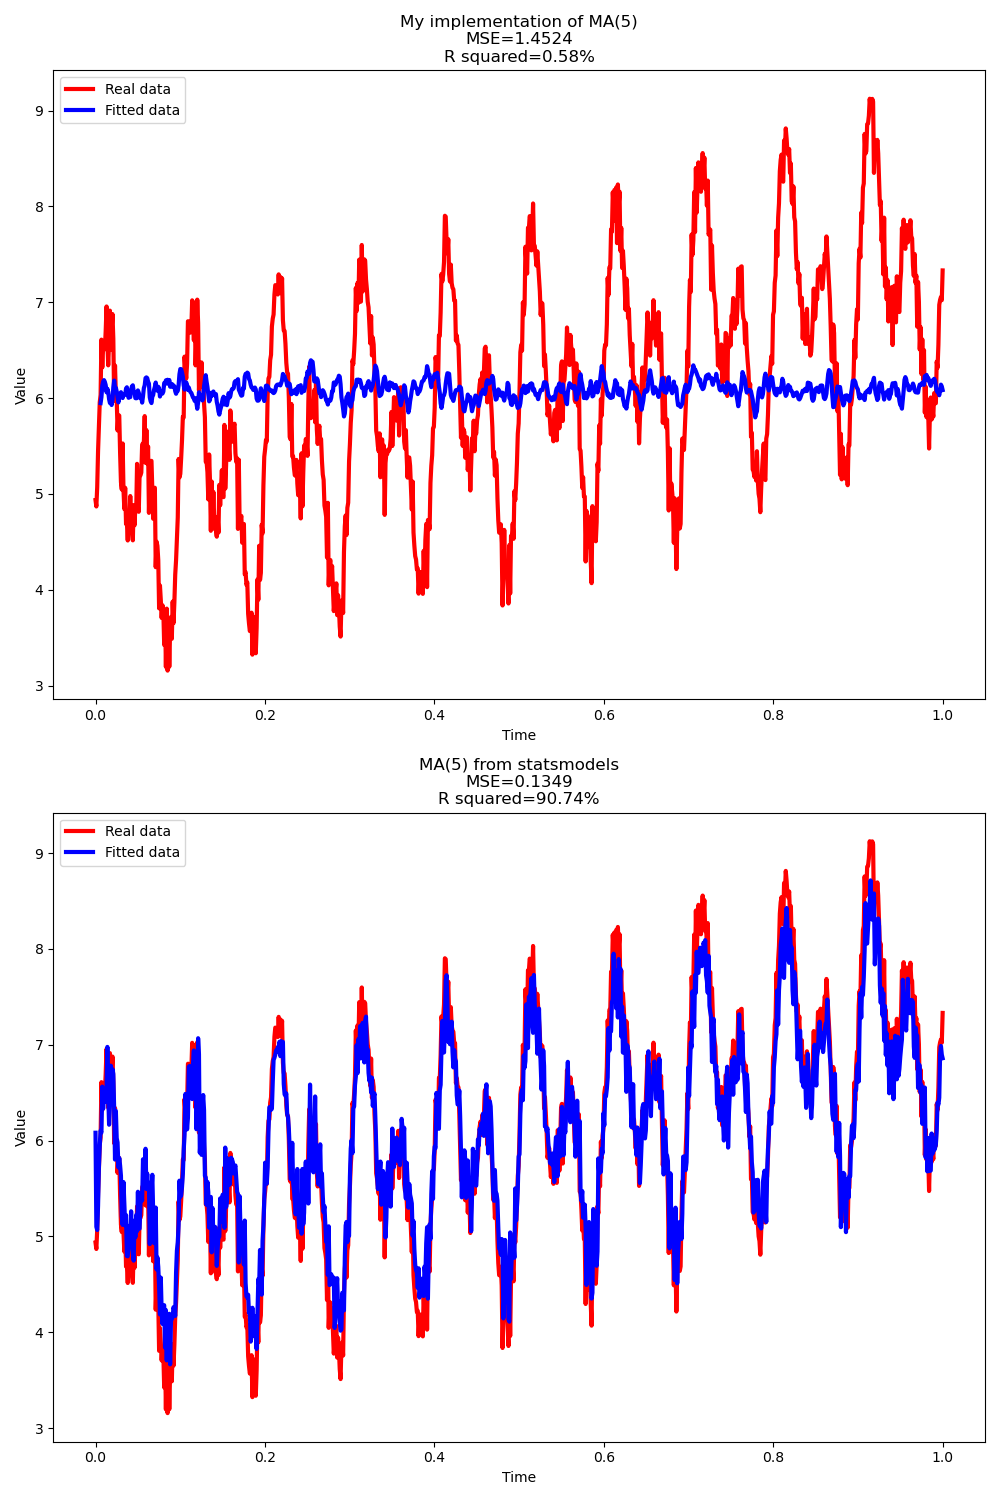 My implementation of MA(5)
MSE=1.4524
R squared=0.58%
Real data
Fitted data
9
8
7
6
5
4
3
Value
0.0 0.2 0.4 0.6 0.8 1.0
Time
MA(5) from statsmodels
MSE=0.1349
R squared=90.74%
Real data
Fitted data
9
8
7
6
5
4
3
Value
0.0 0.2 0.4 0.6 0.8 1.0
Time